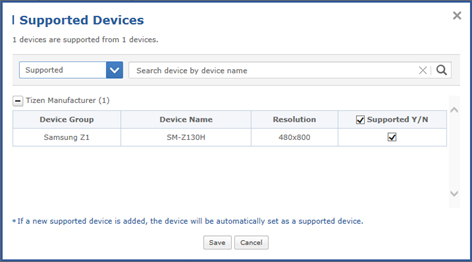 Supported Devices
1 devices are supported from 1 devices.
Supported
Search device by device name
Tizen Manufacturer (1)
Device Group Device Name Resolution Supported Y/N
Samsung Z1 SM-Z130H 480x800
* If a new supported device is added, the device will be automatically set as a supported device.
Save Cancel